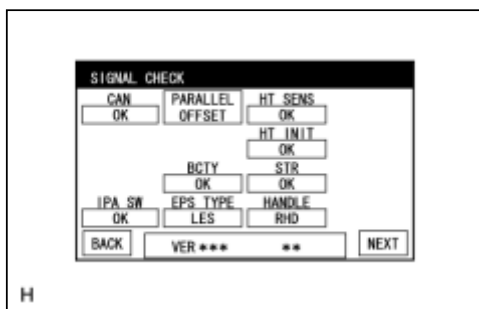 SIGNAL CHECK
CAN PARALLEL HT SENS
OK OFFSET OK
HT INIT
OK
BCTY STR
OK OK
IPA SW EPS TYPE HANDLE
OK LES RHD
BACK VER *** ** NEXT
H